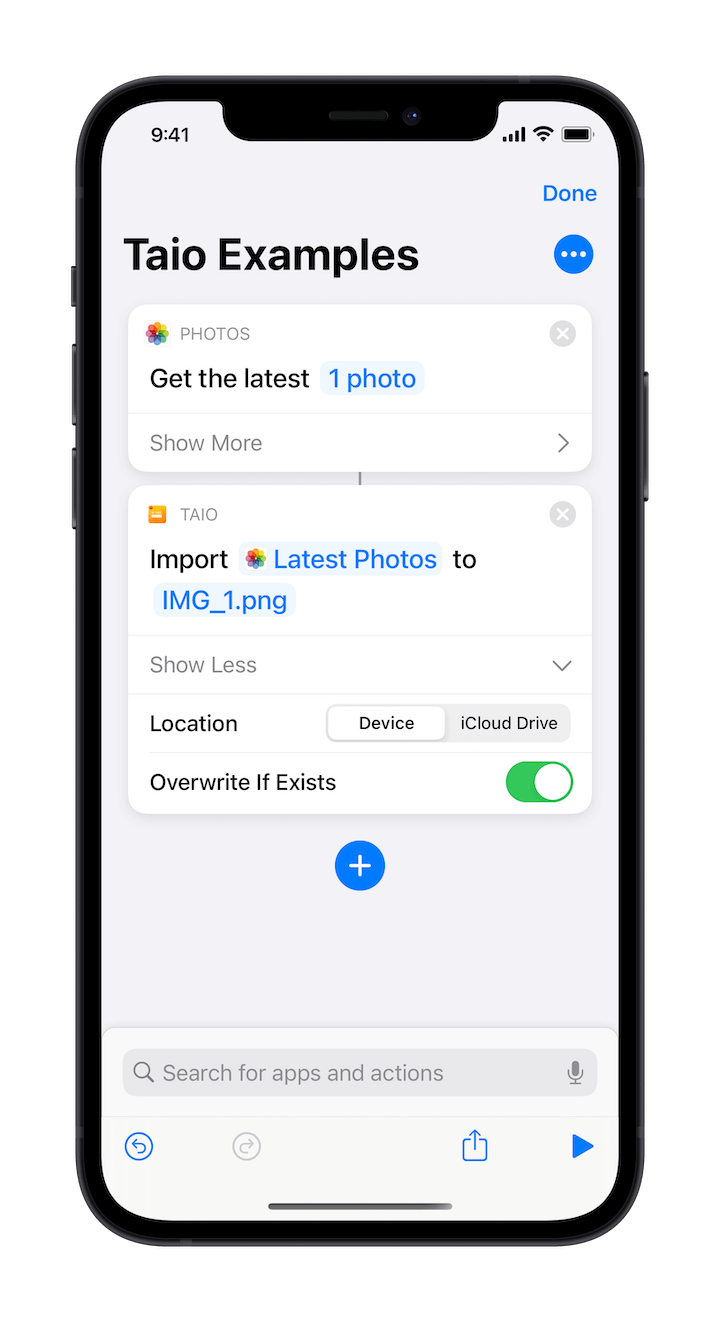 9:41
Done
Taio Examples
PHOTOS
Get the latest 1 photo
Show More
TAIO
Import Latest Photos to
IMG_1.png
Show Less
Location Device iCloud Drive
Overwrite If Exists
Search for apps and actions